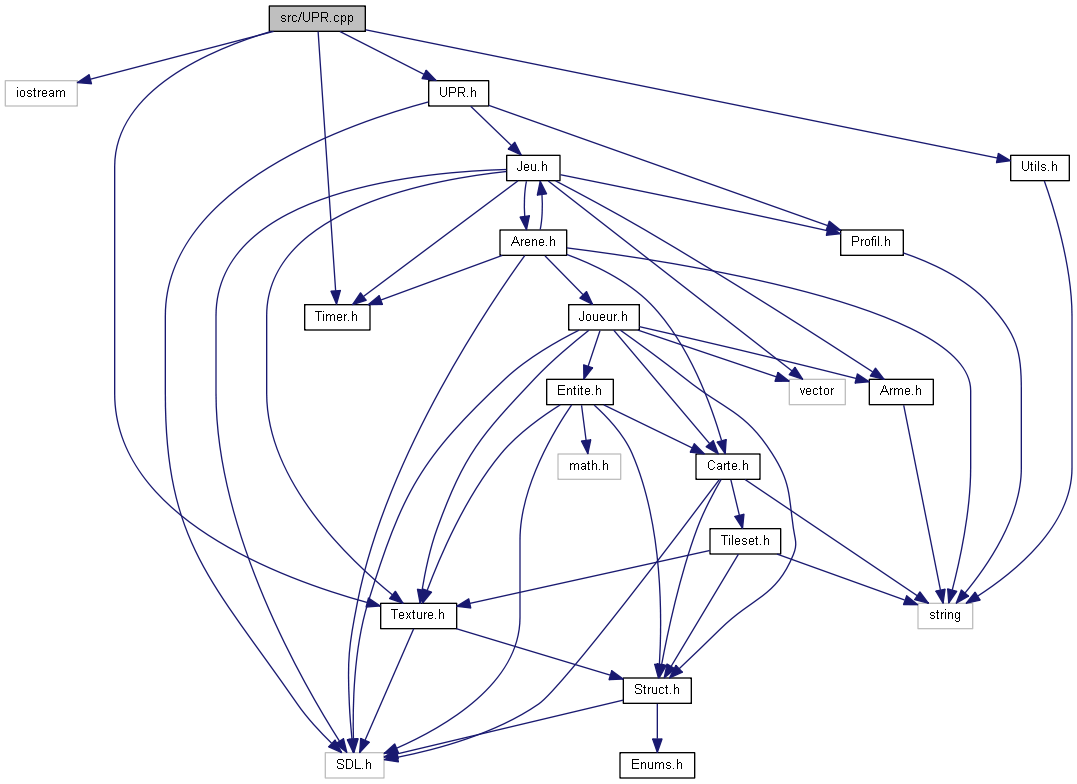 src/UPR.cpp
iostream
UPR.h
Jeu.h
Utils.h
Arene.h
Profil.h
Timer.h
Joueur.h
Entite.h
vector
Arme.h
math.h
Carte.h
Tileset.h
Texture.h
string
Struct.h
SDL.h
Enums.h